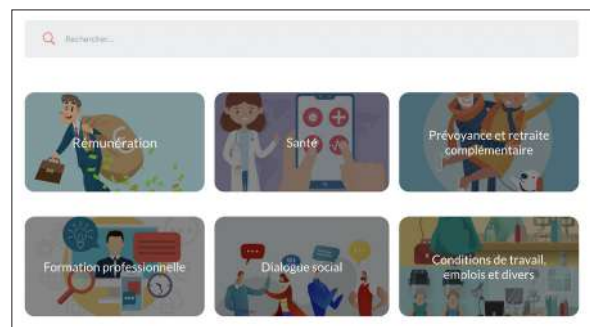 Rechercher...
Rémunération
Santé
Prévoyance et retraite
complémentaire
Formation professionnelle
Dialogue social
Conditions de travail,
emplois et divers